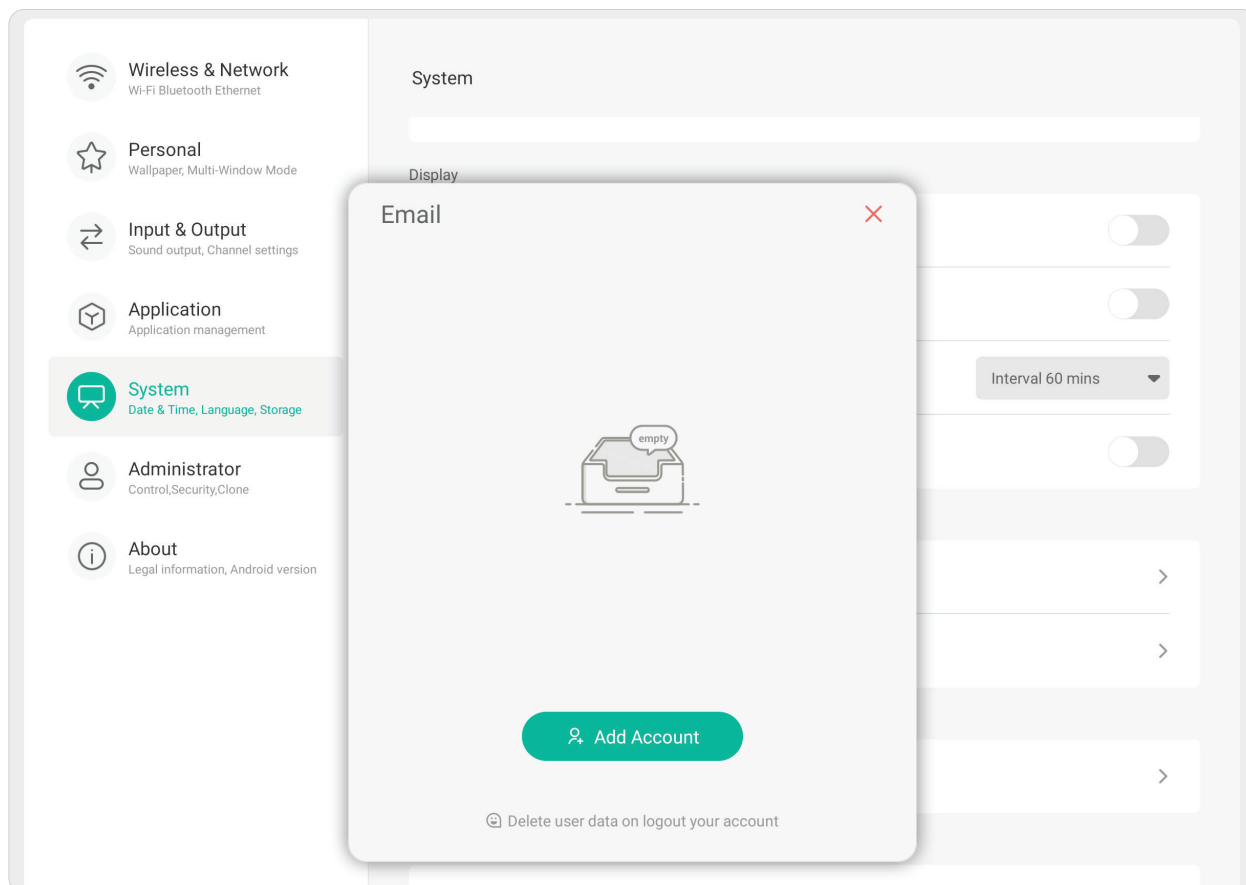 Wireless & Network
Wi-Fi Bluetooth Ethernet
Personal
Wallpaper, Multi-Window Mode
Input & Output
Sound output, Channel settings
Application
Application management
System
Date & Time, Language, Storage
Administrator
Control,Security,Clone
About
Legal information, Android version
System
Display
Interval 60 mins
Email
empty
Add Account
Delete user data on logout your account